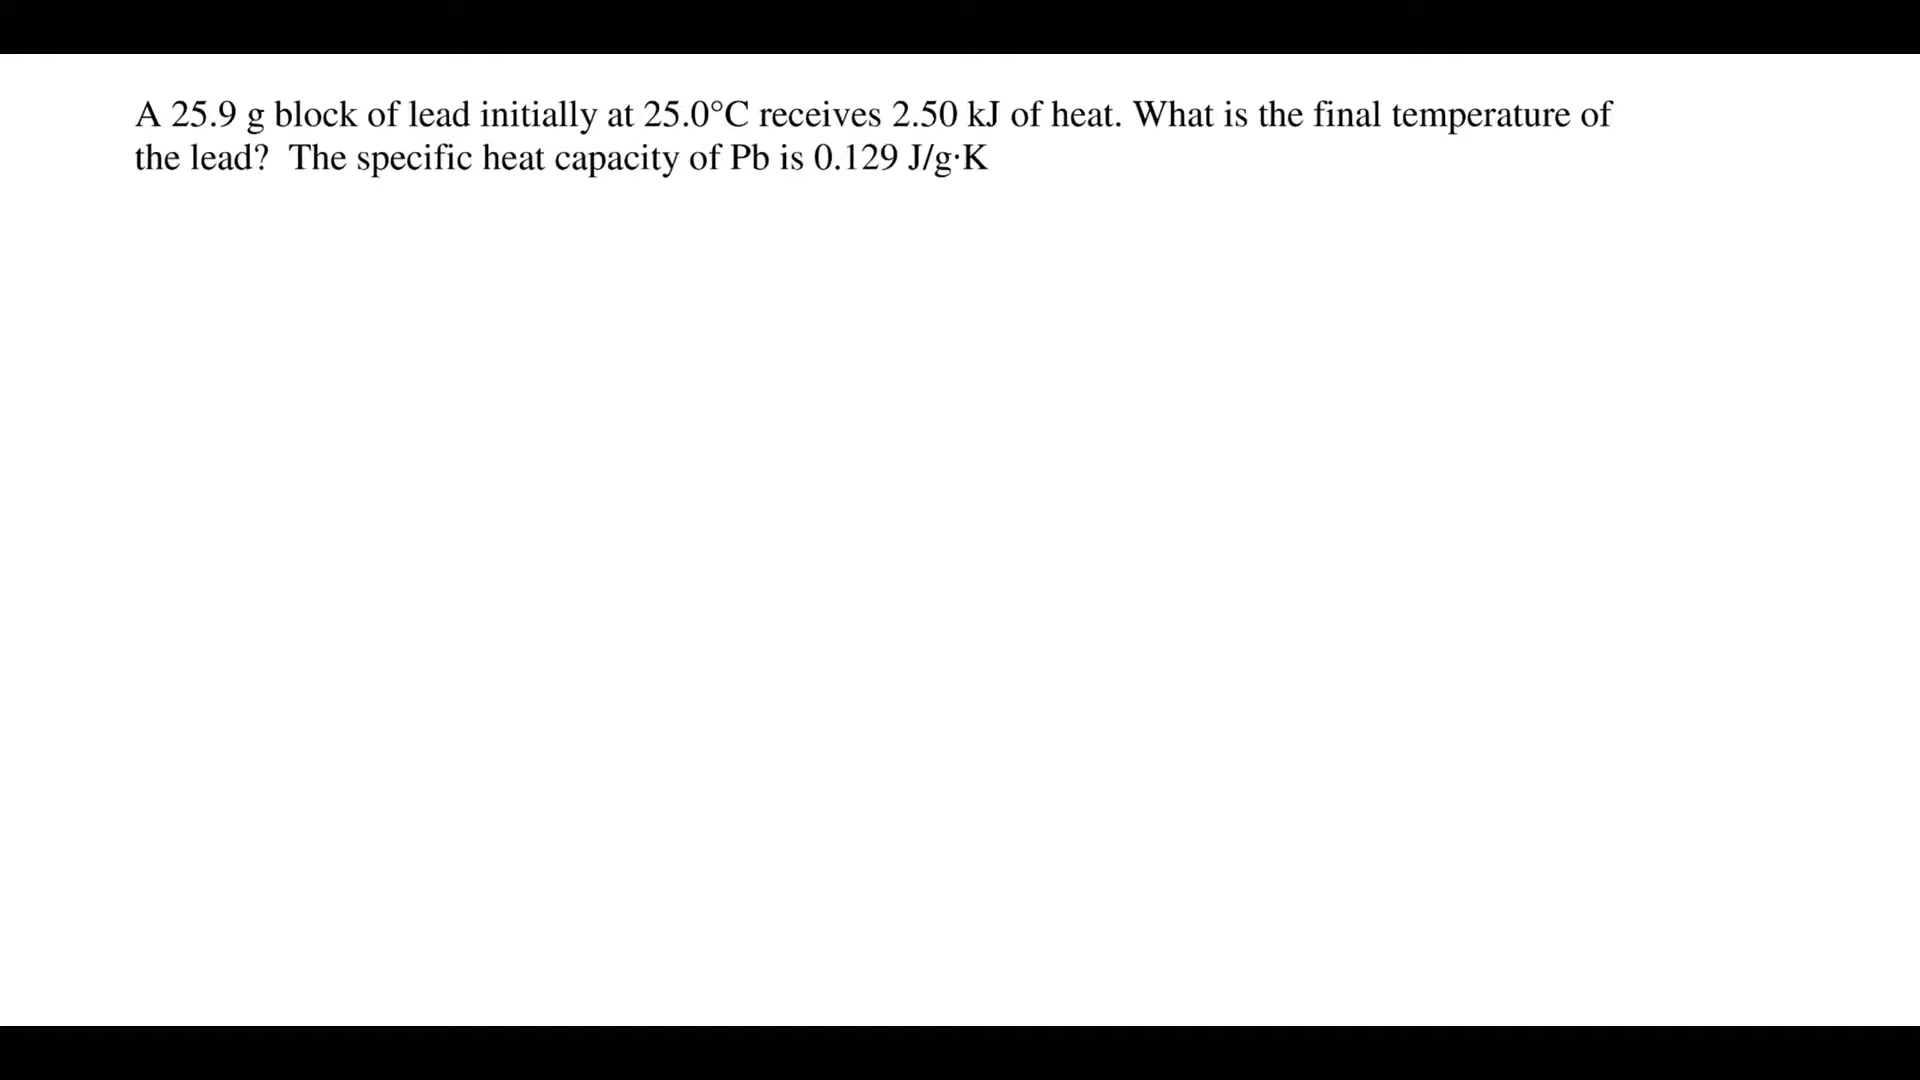 A 25.9 g block of lead initially at 25.0°C receives 2.50 kJ of heat. What is the final temperature of
the lead?  The specific heat capacity of Pb is 0.129 J/g·K